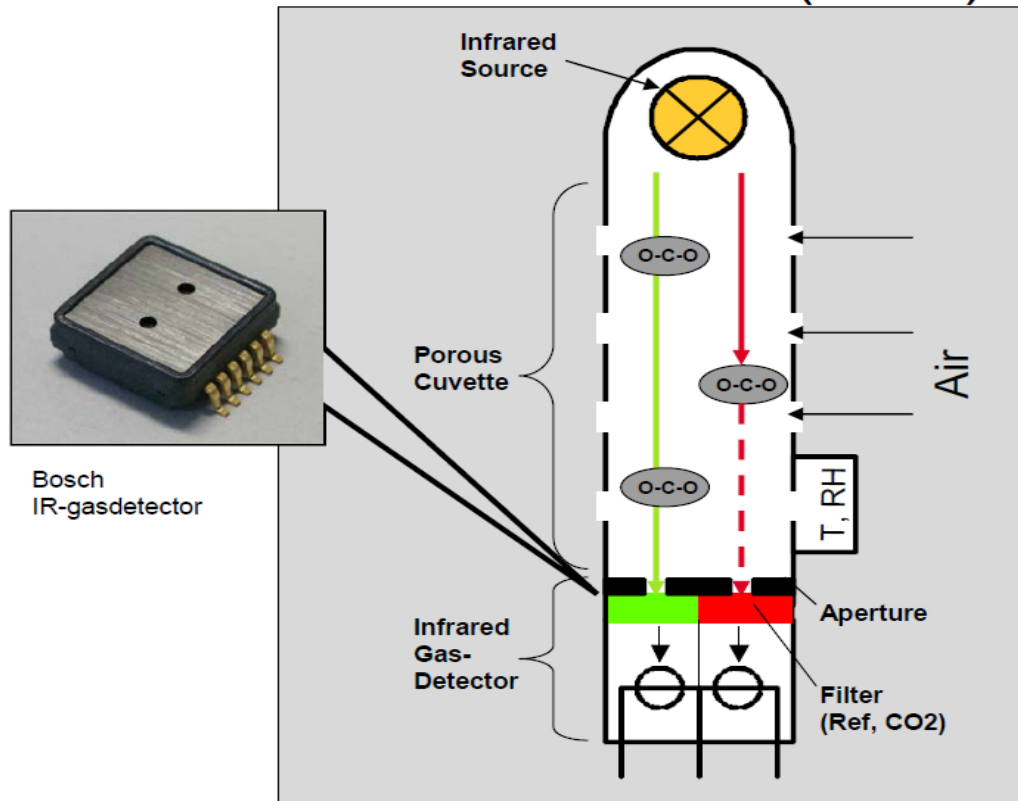 Infrared
Source
O-C-O
O-C-O
O-C-O
Porous
Cuvette
Air
Bosch
IR-gasdetector
T, RH
Aperture
Infrared
Gas-
Detector
Filter
(Ref, CO2)